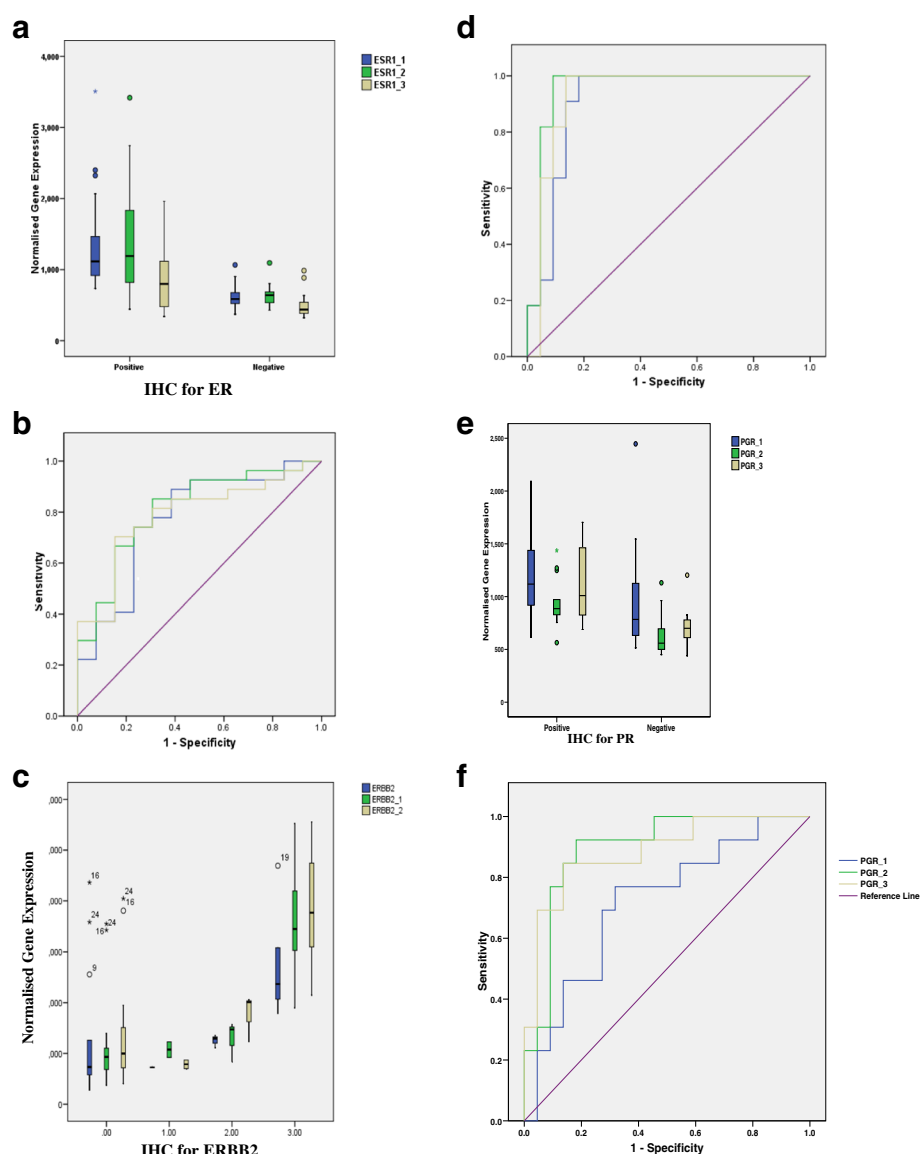 a
ESR1_1
ESR1_2
ESR1_3
4,000
3,000
2,000
1,000
0
Normalised Gene Expression
Positive
Negative
IHC for ER
b
1.0
0.8
0.6
0.4
0.2
0.0
Sensitivity
0.0 0.2 0.4 0.6 0.8 1.0
1 - Specificity
c
ERBB2
ERBB2_1
ERBB2_2
,000
,000
,000
,000
,000
,000
0
Normalised Gene Expression
16
24
9
24
16
24
16
19
.00 1.00 2.00 3.00
IHC for ERBB2
d
1.0
0.8
0.6
0.4
0.2
0.0
Sensitivity
0.0 0.2 0.4 0.6 0.8 1.0
1 - Specificity
e
PGR_1
PGR_2
PGR_3
2,500
2,000
1,500
1,000
500
0
Normalised Gene Expression
Positive
Negative
IHC for PR
f
1.0
0.8
0.6
0.4
0.2
0.0
Sensitivity
0.0 0.2 0.4 0.6 0.8 1.0
1 - Specificity
PGR_1
PGR_2
PGR_3
Reference Line